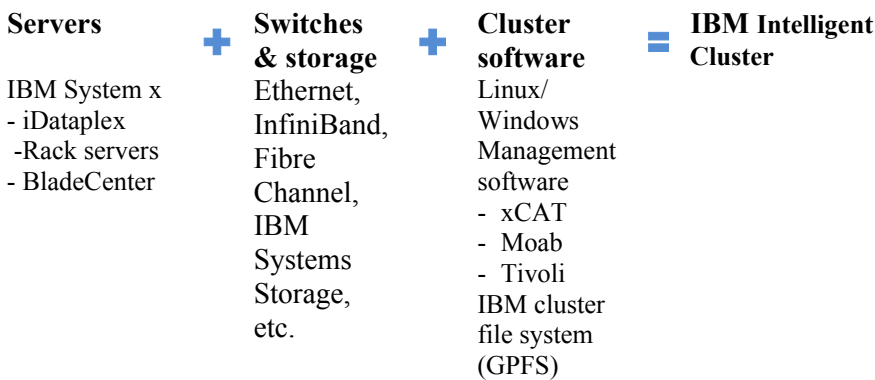 Servers
IBM System x
- iDataplex
-Rack servers
- BladeCenter
Switches
& storage
Ethernet,
InfiniBand,
Fibre
Channel,
IBM
Systems
Storage,
etc.
Cluster
software
Linux/
Windows
Management
software
- xCAT
- Moab
- Tivoli
IBM cluster
file system
(GPFS)
IBM Intelligent
Cluster